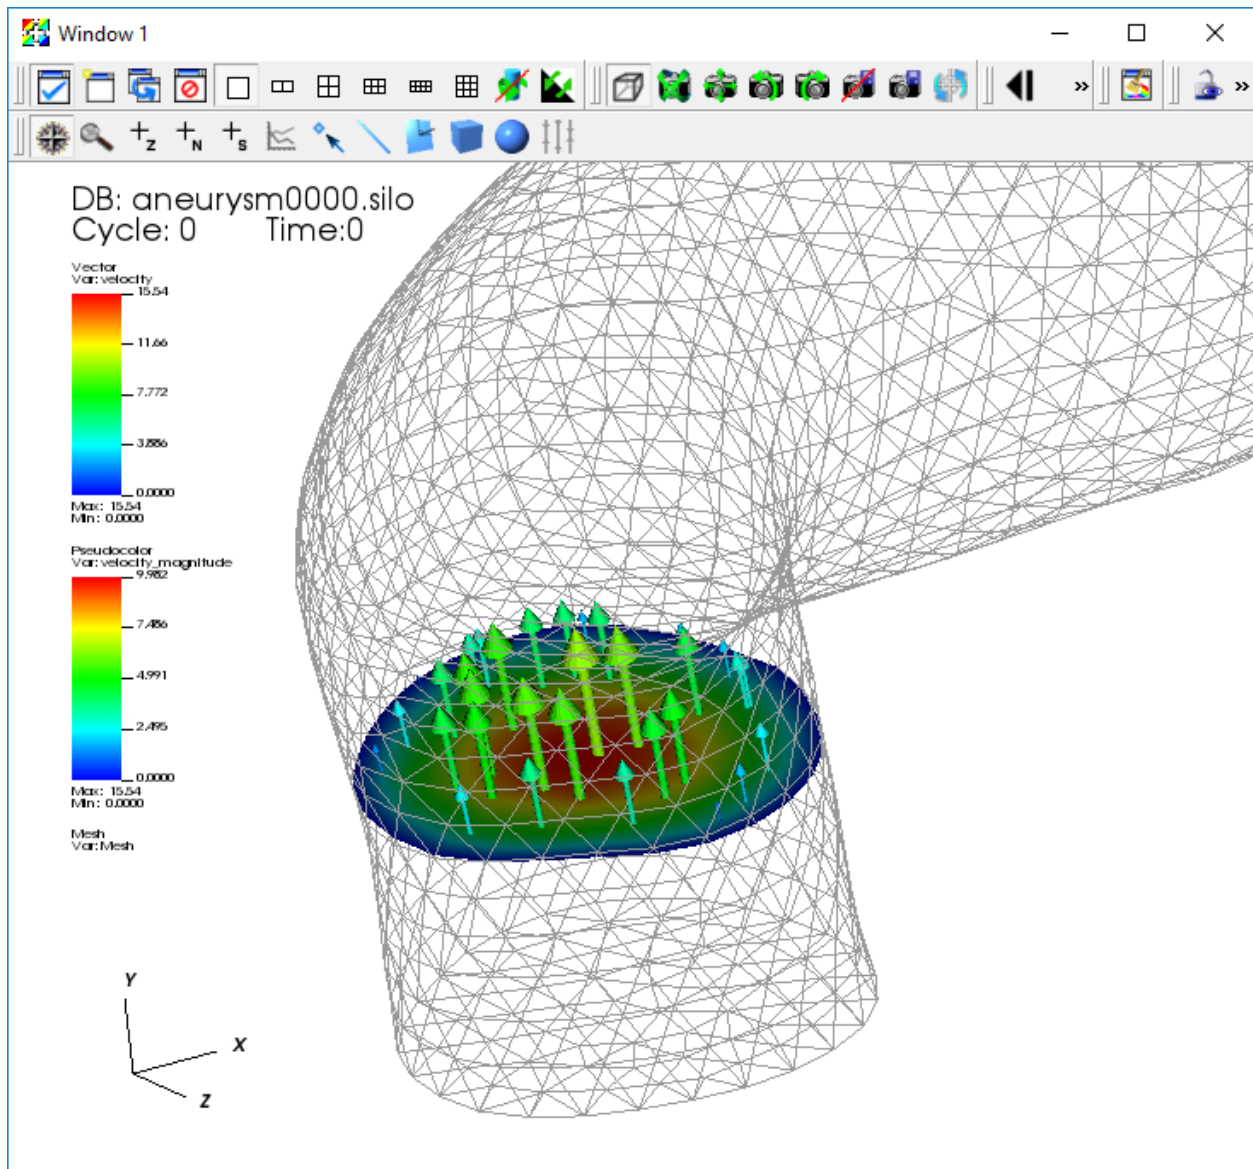 Window 1
DB: aneurysm0000.silo
Cycle: 0 Time:0
Vector
Var: velocity
15.54
11.66
7.772
3.886
0.0000
Max: 15.54
Min: 0.0000
Pseudocolor
Var: velocity_magnitude
9.982
7.486
4.991
2.495
0.0000
Max: 15.54
Min: 0.0000
Mesh
Var: Mesh
Y
X
Z